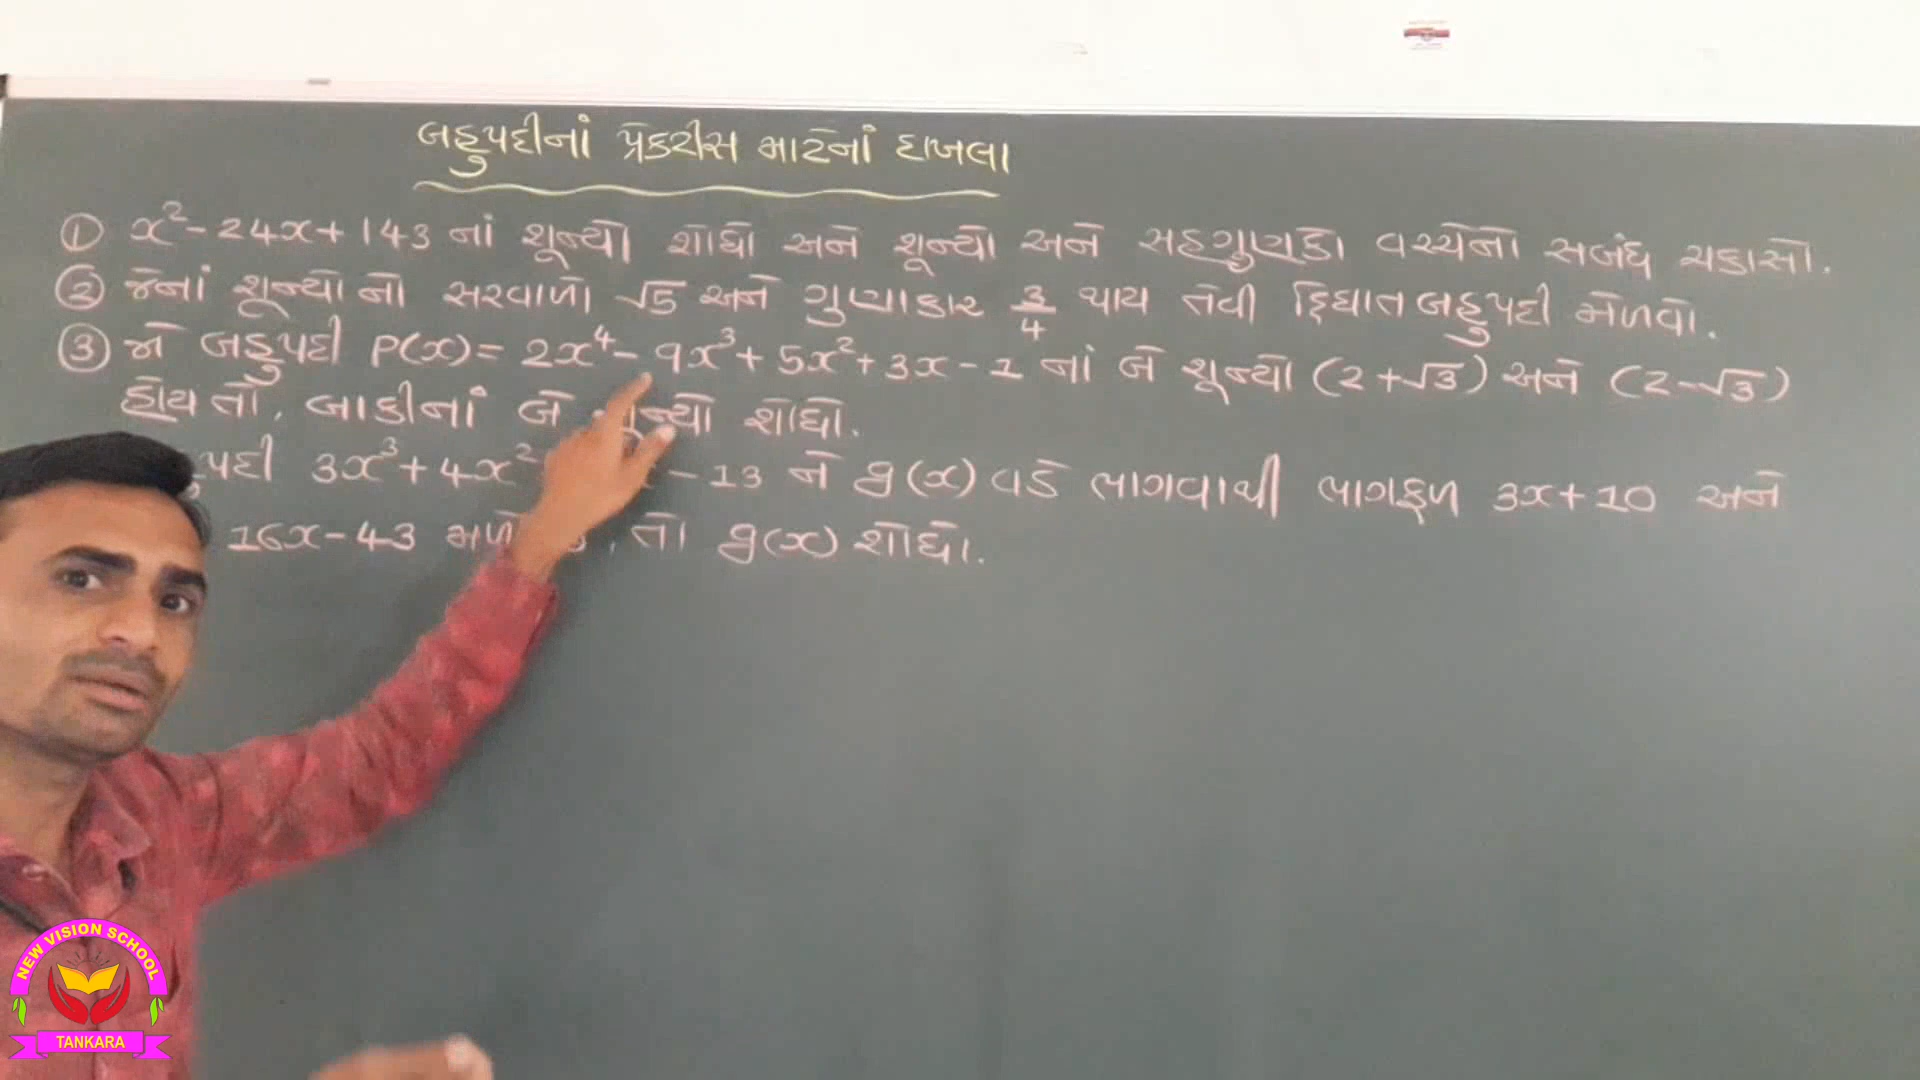 બહુપદીનાં પ્રેકટીસ માટેનાં દાખલા
① x² - 24x + 143 નાં શૂન્યો શોધો અને શૂન્યો અને સહગુણકો વચ્ચેનો સબંધ ચકાસો.
② જેનાં શૂન્યોનો સરવાળો √5 અને ગુણાકાર 3/4 થાય તેવી દ્વિઘાત બહુપદી મેળવો.
③ જો બહુપદી P(x) = 2x⁴ - 9x³ + 5x² + 3x - 1 નાં બે શૂન્યો (2+√3) અને (2-√3)
હોય તો, બાકીનાં બે શૂન્યો શોધો.
3x³ + 4x² - 13 ને g(x) વડે ભાગવાથી ભાગફળ 3x + 10 અને
16x - 43 તો g(x) શોધો.
NEW VISION SCHOOL
TANKARA